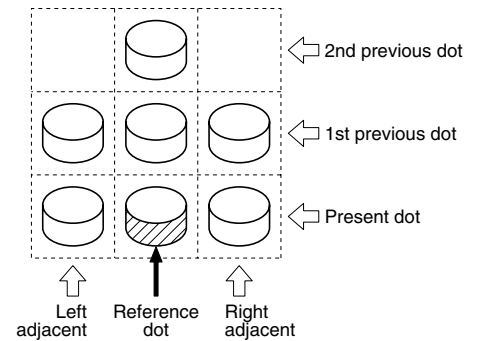 2nd previous dot
1st previous dot
Present dot
Left
adjacent
Reference
dot
Right
adjacent